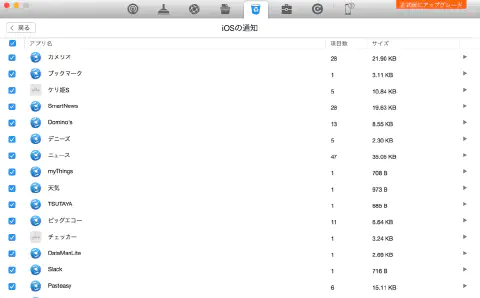 正式版にアップグレード
戻る
iOSの通知
アプリ名 項目数 サイズ
カメリオ 28 21.90 KB
ブックマーク 1 3.11 KB
ケリ姫S 5 10.84 KB
SmartNews 28 19.63 KB
Domino's 13 8.55 KB
デニーズ 5 2.30 KB
ニュース 47 35.05 KB
myThings 1 708 B
天気 1 973 B
TSUTAYA 1 685 B
ビッグエコー 11 6.84 KB
チェッカー 1 3.24 KB
DataManLite 1 2.69 KB
Slack 1 716 B
Pasteasy 6 15.11 KB